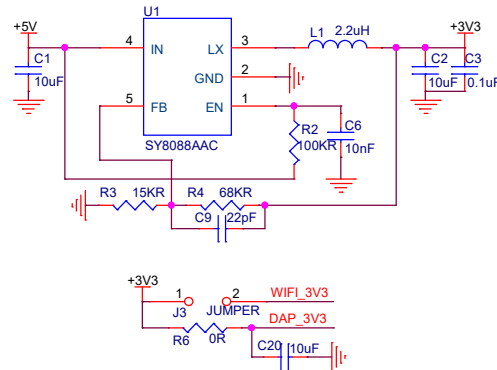 +5V
U1
L1 2.2uH
+3V3
4 IN LX 3
C1
10uF
GND 2
C2 C3
10uF 0.1uF
5 FB EN 1
R2
100KR
C6
10nF
SY8088AAC
R3 15KR R4 68KR
C9 22pF
+3V3
1 2 WIFI_3V3
J3 JUMPER
DAP_3V3
R6 0R
C20 10uF